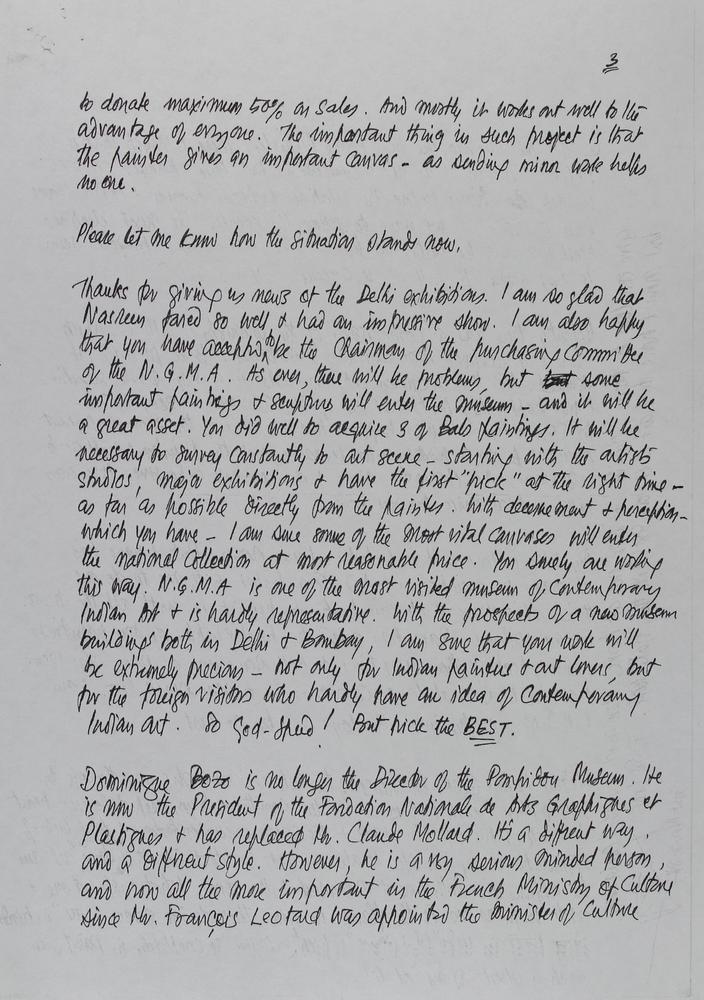 3
to donate maximum 50% on sales. And mostly it works out well to the
advantage of everyone. The important thing in such project is that
the painter gives an important canvas - as sending minor work helps
no one.
Please let me know how the situation stands now.
Thanks for giving us news of the Delhi exhibitions. I am so glad that
Nasreen fared so well & had an impressive show. I am also happy
that you have accepted to be the Chairman of the purchasing Committee
of the N.G.M.A. As ever, there will be problems, but some
important paintings & sculptures will enter the museum - and it will be
a great asset. You did well to acquire 3 of Bals paintings. It will be
necessary to survey constantly to art scene - starting with the artists
studios, major exhibitions & have the first "pick" at the right time -
as far as possible directly from the painter. With decernement & perception -
which you have - I am sure some of the most vital canvases will enter
the national Collection at most reasonable price. You surely are working
this way. N.G.M.A is one of the most visited museum of Contemporary
Indian Art & is hardly representative. With the prospects of a new museum
buildings both in Delhi & Bombay, I am sure that your work will
be extremely precious - not only for Indian painters & art lovers, but
for the foreign visitors who hardly have an idea of Contemporary
Indian art. So God-speed! But pick the BEST.
Dominique Bozo is no longer the Director of the Pompidou Museum. He
is now the President of the Fondation Nationale de Arts Graphiques et
Plastiques & has replaced Mr. Claude Mollard. It's a different way,
and a different style. However, he is a very serious minded person,
and now all the more important in the French Ministry of Culture
since Mr. François Leotard was appointed the minister of Culture